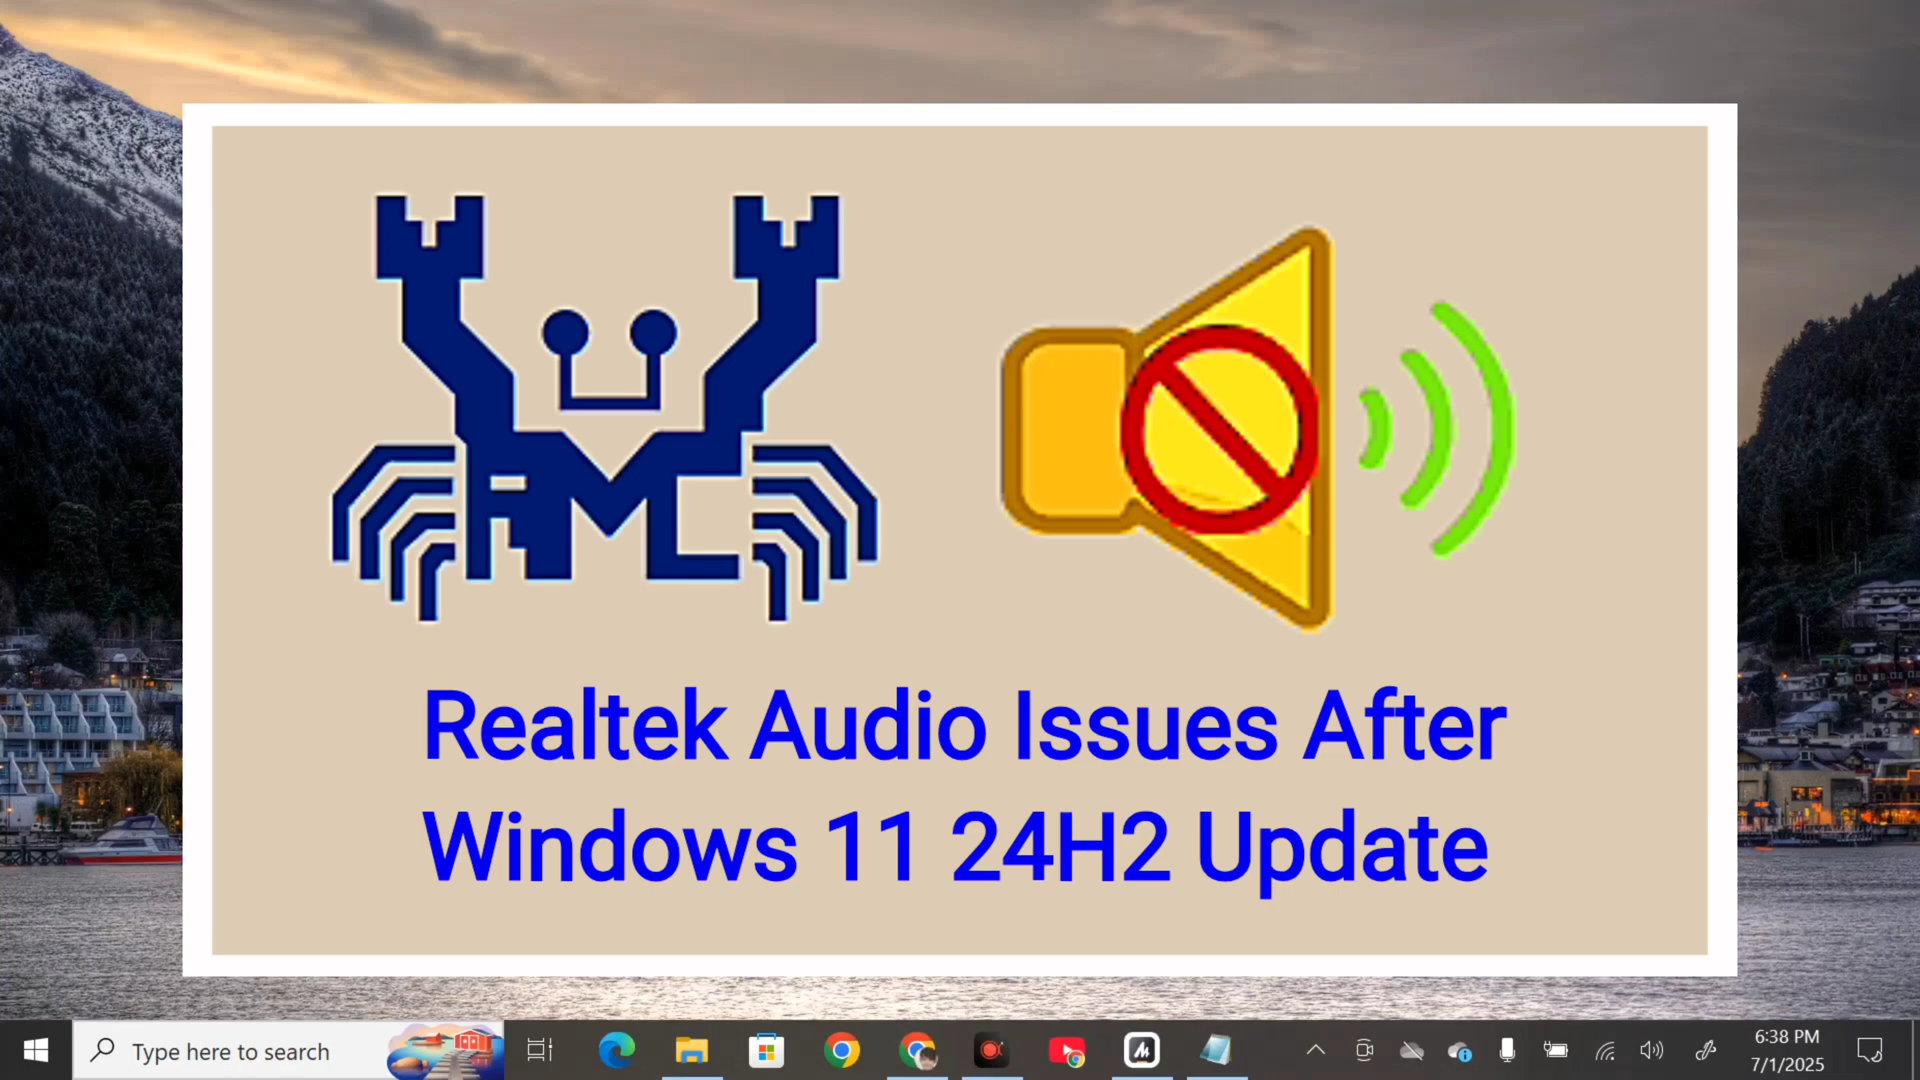 Realtek Audio Issues After
Windows 11 24H2 Update
Type here to search
6:38 PM
7/1/2025